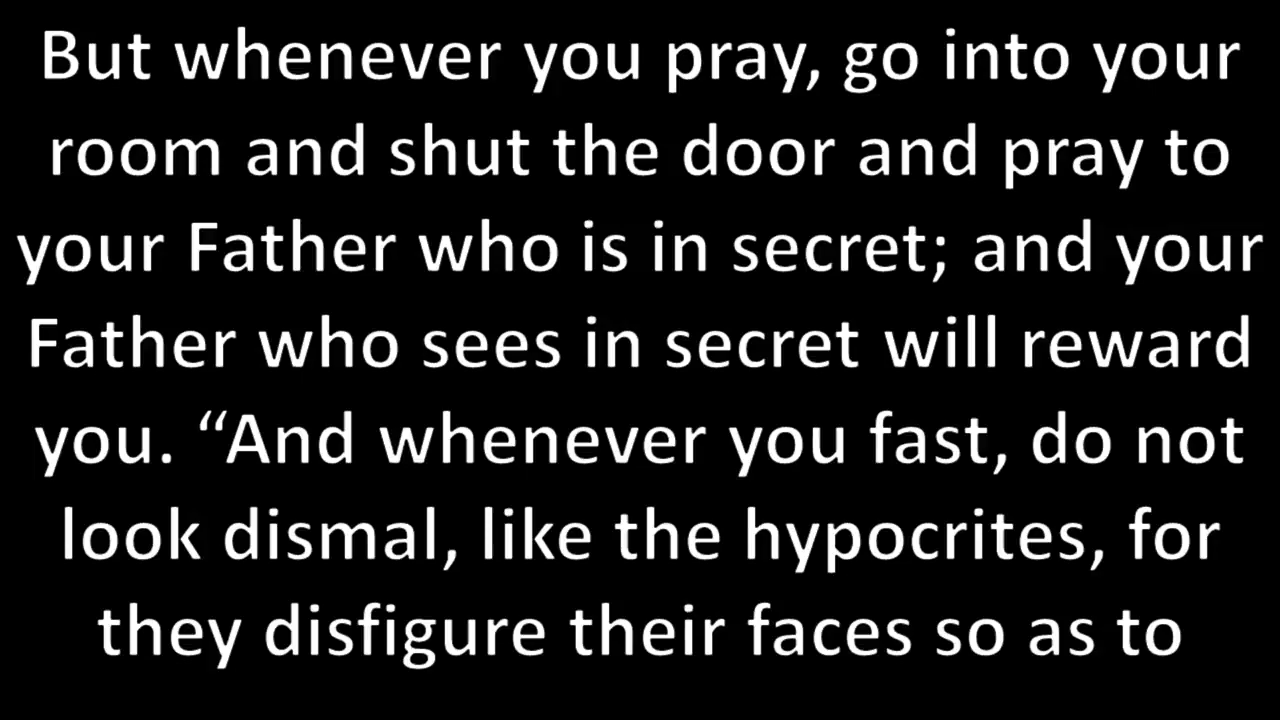 But whenever you pray, go into your
room and shut the door and pray to
your Father who is in secret; and your
Father who sees in secret will reward
you. “And whenever you fast, do not
look dismal, like the hypocrites, for
they disfigure their faces so as to